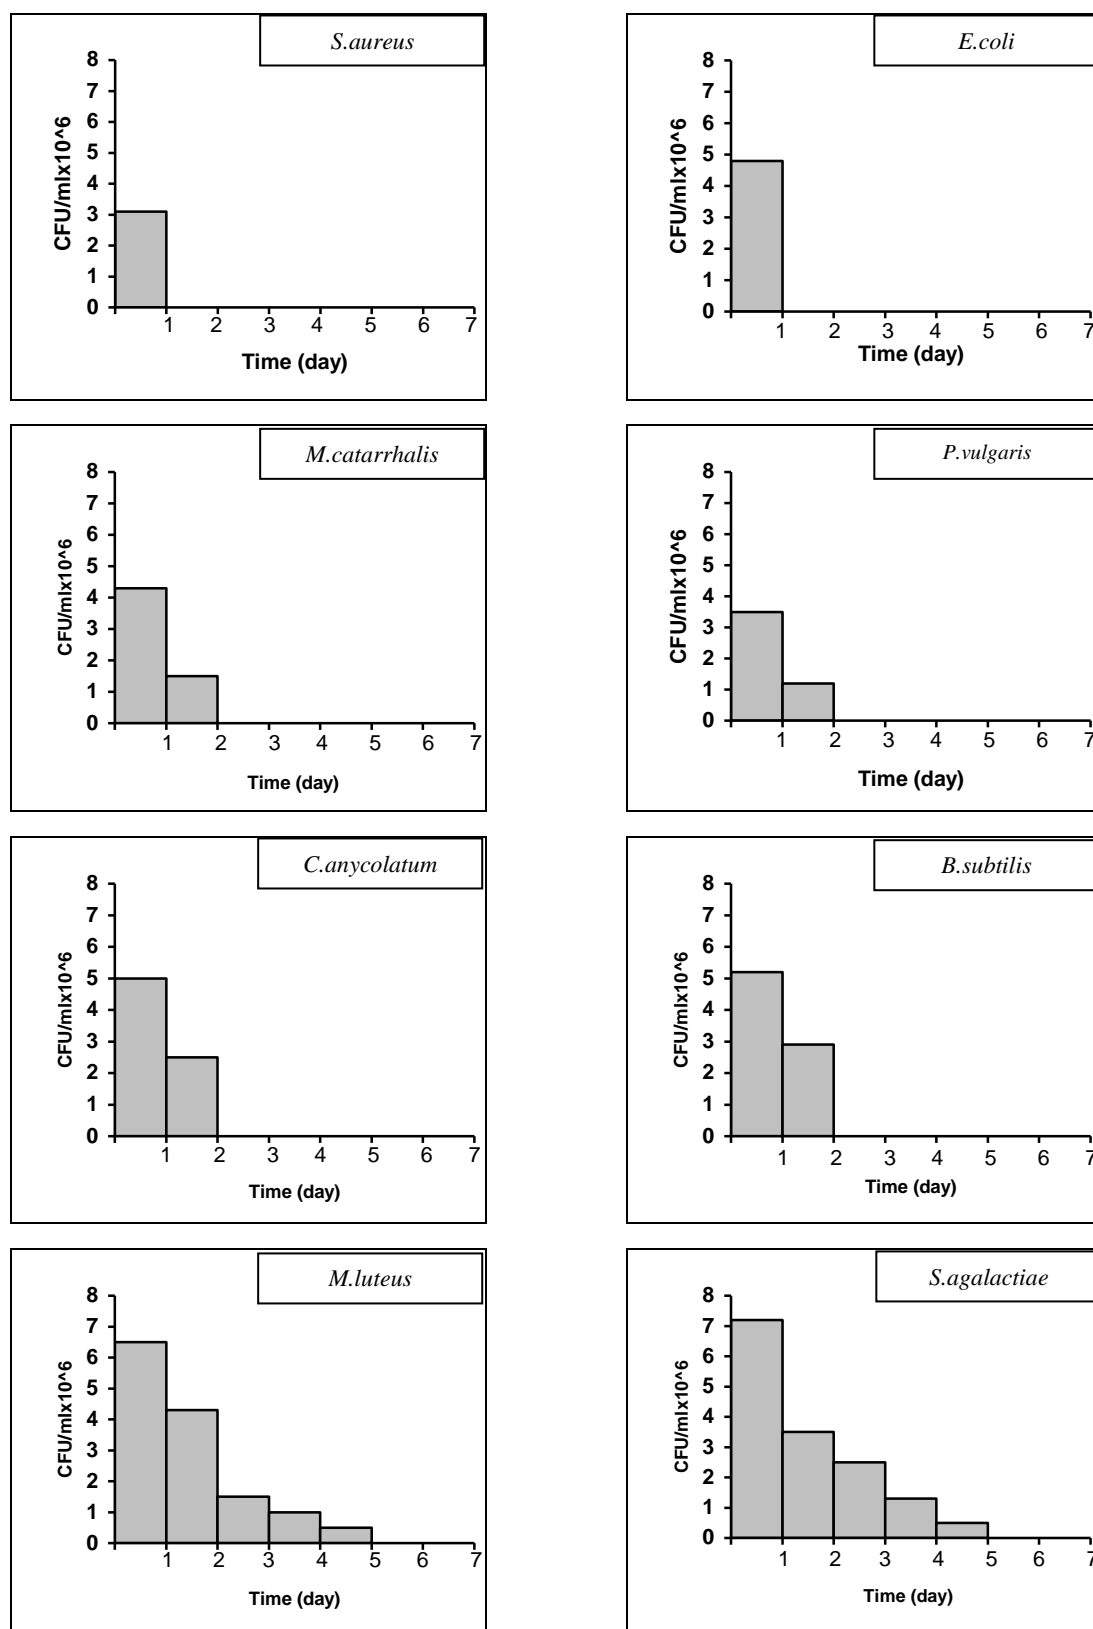 S.aureus
8
7
6
5
4
3
2
1
0
CFU/mlx10^6
1 2 3 4 5 6 7
Time (day)
E.coli
8
7
6
5
4
3
2
1
0
CFU/mlx10^6
1 2 3 4 5 6 7
Time (day)
M.catarrhalis
8
7
6
5
4
3
2
1
0
CFU/mlx10^6
1 2 3 4 5 6 7
Time (day)
P.vulgaris
8
7
6
5
4
3
2
1
0
CFU/mlx10^6
1 2 3 4 5 6 7
Time (day)
C.anycolatum
8
7
6
5
4
3
2
1
0
CFU/mlx10^6
1 2 3 4 5 6 7
Time (day)
B.subtilis
8
7
6
5
4
3
2
1
0
CFU/mlx10^6
1 2 3 4 5 6 7
Time (day)
M.luteus
8
7
6
5
4
3
2
1
0
CFU/mlx10^6
1 2 3 4 5 6 7
Time (day)
S.agalactiae
8
7
6
5
4
3
2
1
0
CFU/mlx10^6
1 2 3 4 5 6 7
Time (day)